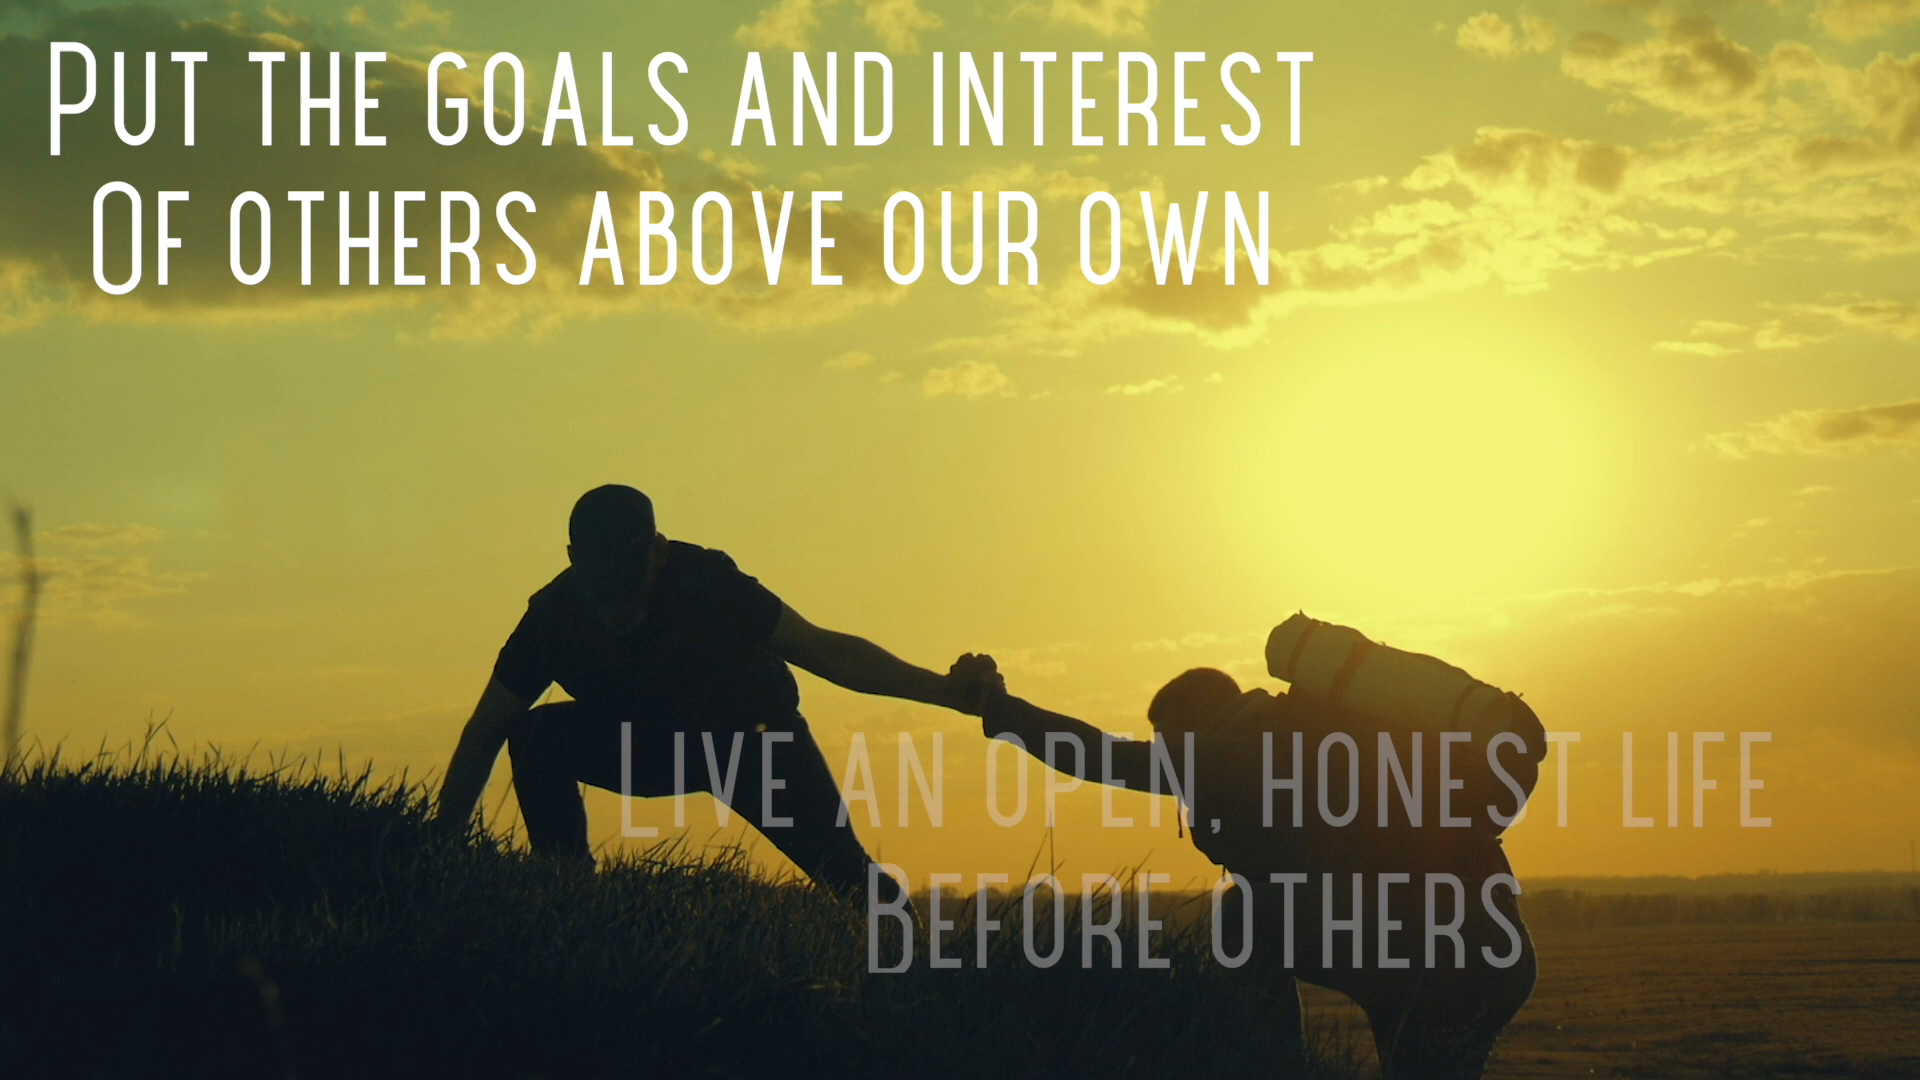 Put the goals and interest
Of others above our own
Live an open, honest life
Before others